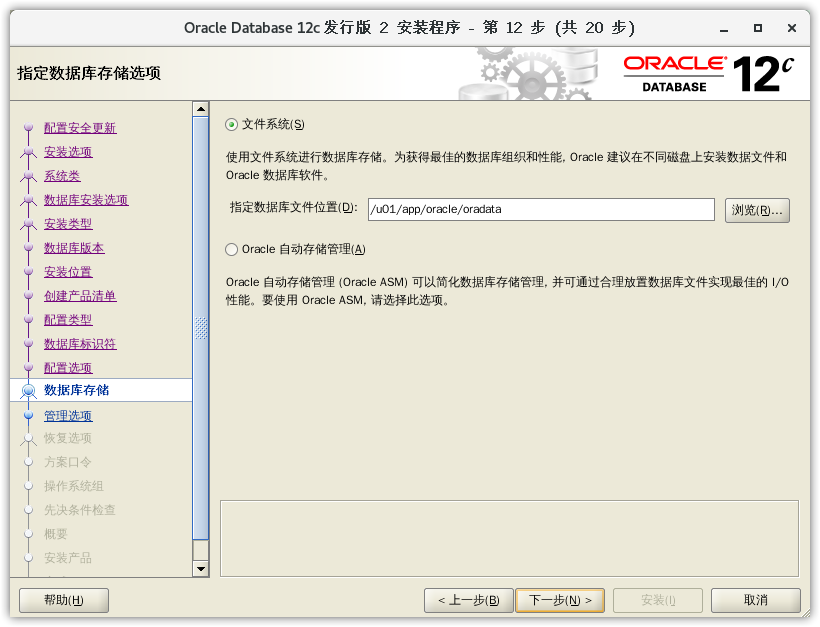 Oracle Database 12c 发行版 2 安装程序 - 第 12 步 (共 20 步)
指定数据库存储选项
ORACLE®
DATABASE
12c
配置安全更新
安装选项
系统类
数据库安装选项
安装类型
数据库版本
安装位置
创建产品清单
配置类型
数据库标识符
配置选项
数据库存储
管理选项
恢复选项
方案口令
操作系统组
先决条件检查
概要
安装产品
文件系统(S)
使用文件系统进行数据库存储。为获得最佳的数据库组织和性能, Oracle 建议在不同磁盘上安装数据文件和
Oracle 数据库软件。
指定数据库文件位置(D): /u01/app/oracle/oradata 浏览(R)...
Oracle 自动存储管理(A)
Oracle 自动存储管理 (Oracle ASM) 可以简化数据库存储管理, 并可通过合理放置数据库文件实现最佳的 I/O
性能。要使用 Oracle ASM, 请选择此选项。
帮助(H) < 上一步(B) 下一步(N) > 安装(I) 取消